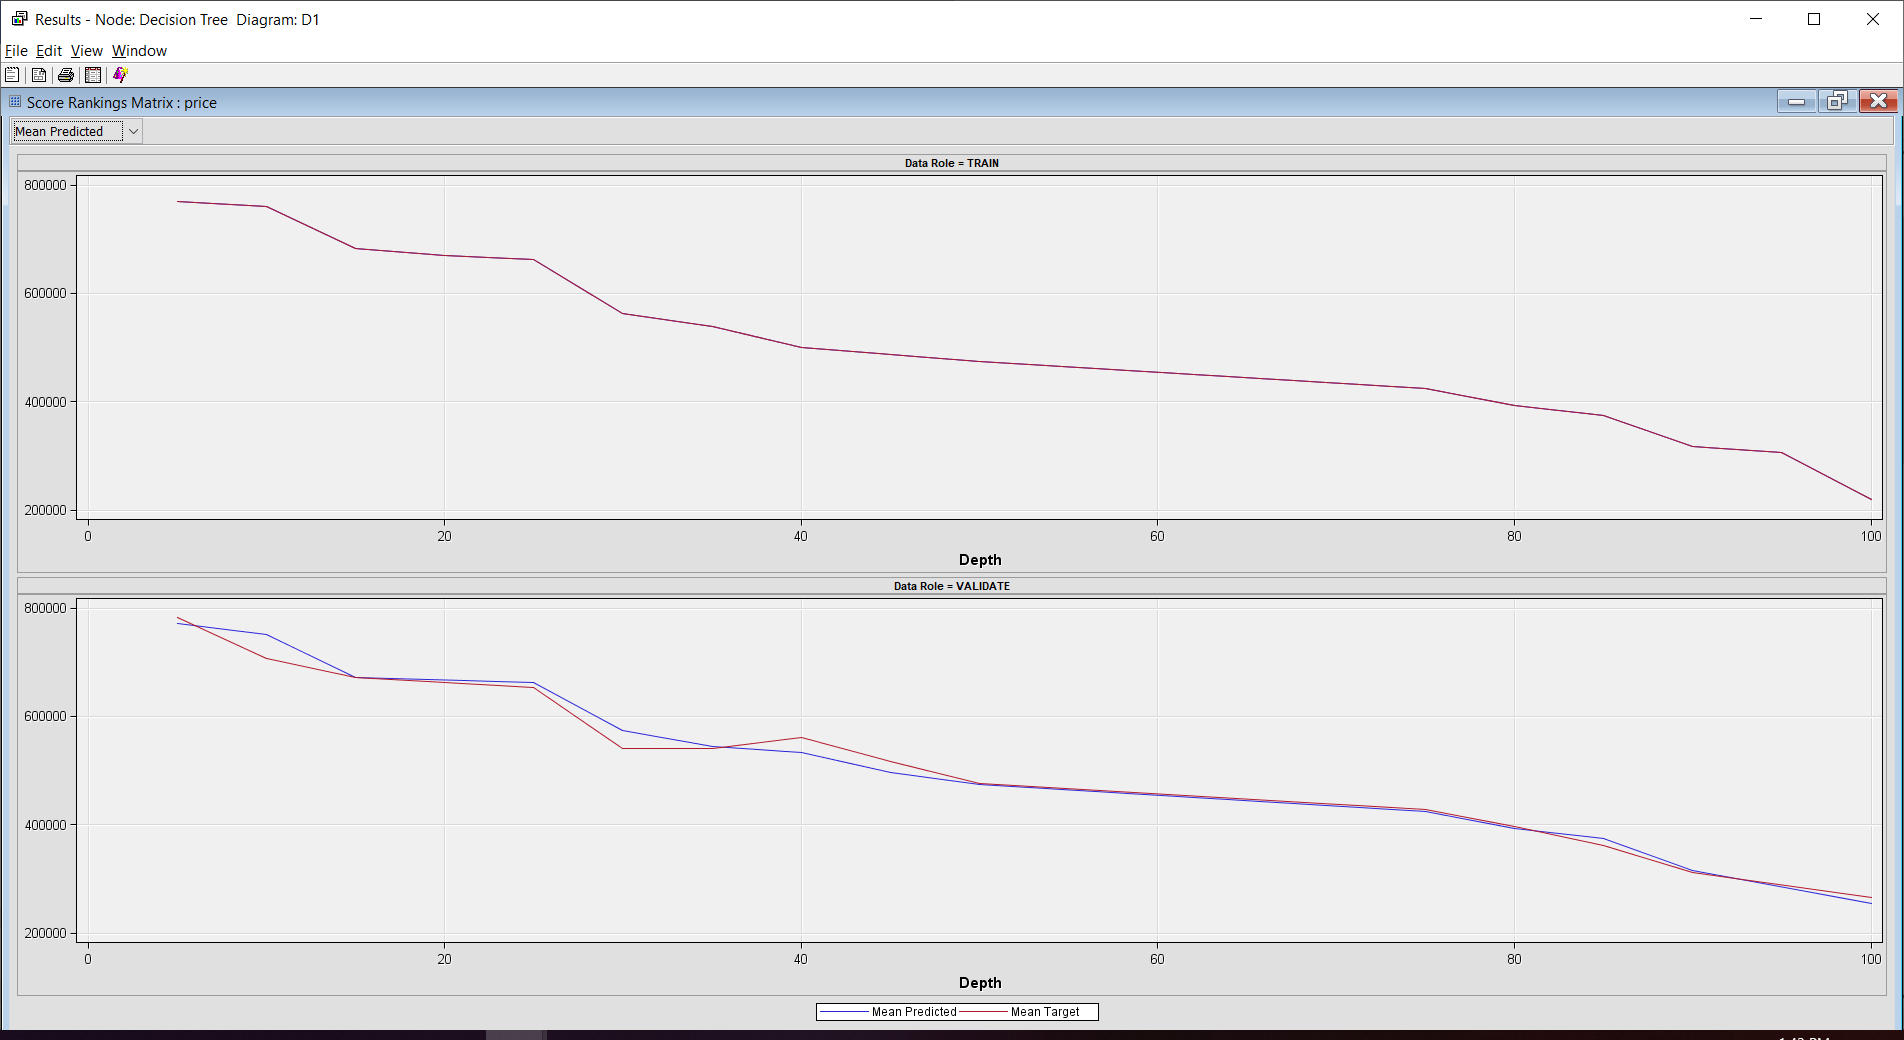 Results - Node: Decision Tree Diagram: D1
File Edit View Window
Score Rankings Matrix : price
Mean Predicted
Data Role = TRAIN
800000
600000
400000
200000
0 20 40 60 80 100
Depth
Data Role = VALIDATE
800000
600000
400000
200000
0 20 40 60 80 100
Depth
Mean Predicted Mean Target